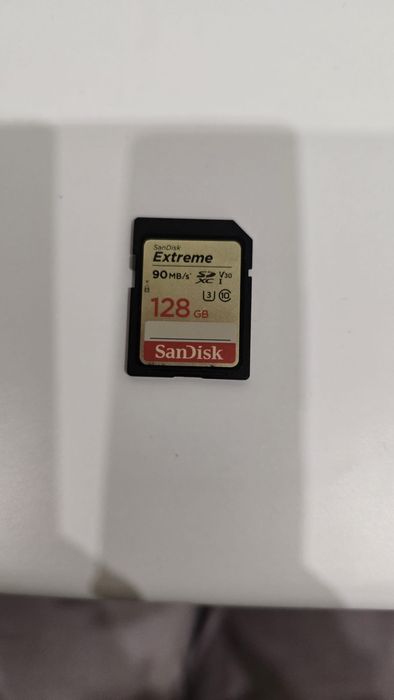 SanDisk
Extreme
90 MB/s* SD XC V30 I
3 10
128 GB
SanDisk